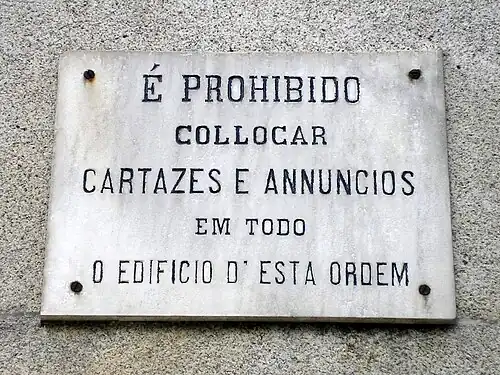 É PROHIBIDO
COLLOCAR
CARTAZES E ANNUNCIOS
EM TODO
O EDIFICIO D'ESTA ORDEM